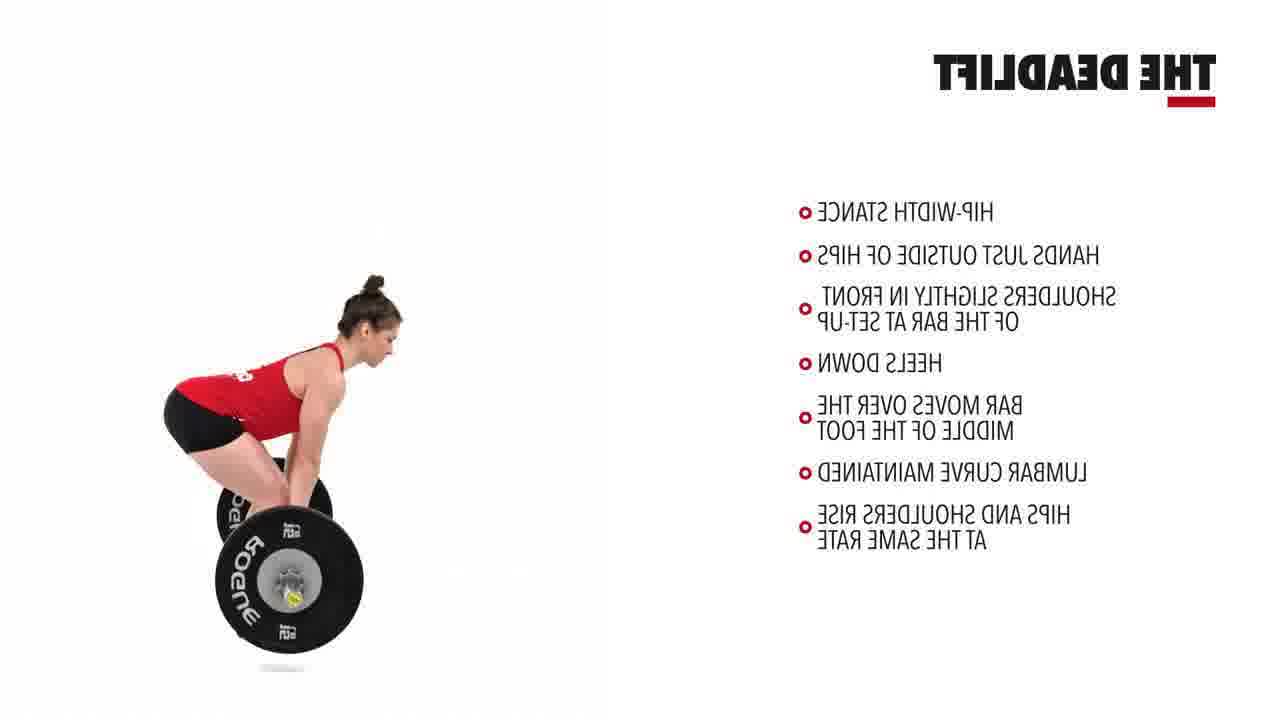 THE DEADLIFT
HIP-WIDTH STANCE
HANDS JUST OUTSIDE OF HIPS
SHOULDERS SLIGHTLY IN FRONT
OF THE BAR AT SET-UP
HEELS DOWN
BAR MOVES OVER THE
MIDDLE OF THE FOOT
LUMBAR CURVE MAINTAINED
HIPS AND SHOULDERS RISE
AT THE SAME RATE
ROGUE